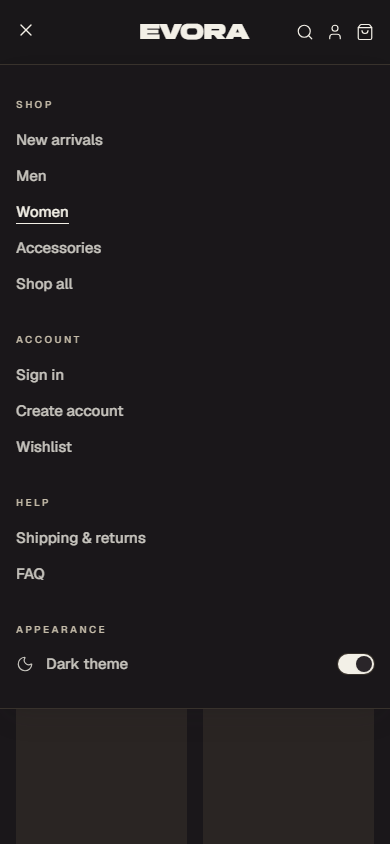 EVORA
SHOP
New arrivals
Men
Women
Accessories
Shop all
ACCOUNT
Sign in
Create account
Wishlist
HELP
Shipping & returns
FAQ
APPEARANCE
Dark theme